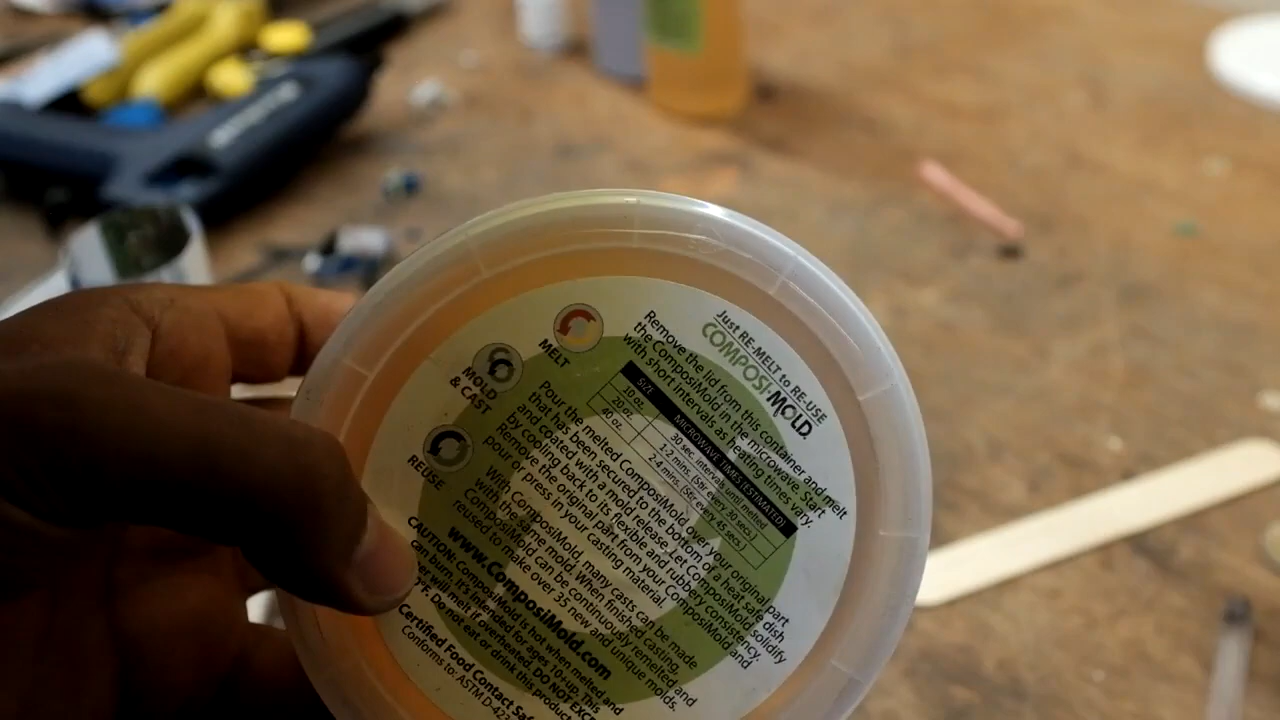 Just RE-MELT to RE-USE
COMPOSI-MOLD
Remove the lid from this container and melt
the ComposiMold in the microwave. Start
with short intervals as heating times vary.
SIZE MICROWAVE TIMES (ESTIMATED)
10 oz. 30 sec. intervals until melted
20 oz. 1-2 mins. (Stir every 30 secs.)
40 oz. 2-4 mins. (Stir every 45 secs.)
MELT
Pour the melted ComposiMold over your original part
that has been secured to the bottom of a heat safe dish
and coated with a mold release. Let ComposiMold solidify
by cooling back to its flexible and rubbery consistency.
Remove the original part from your ComposiMold and
pour or press in your casting material.
MOLD
& CAST
With ComposiMold, many casts can be made
with the same mold. When finished casting,
ComposiMold can be continuously remelted and
reused to make over 35 new and unique molds.
REUSE
www.ComposiMold.com
CAUTION: ComposiMold is hot when melted and
can burn. It's intended for ages 10+up. This
will melt if overheated. DO NOT EXC
°F. Do not eat or drink this product
Certified Food Contact Saf
Conforms to: ASTM D-423